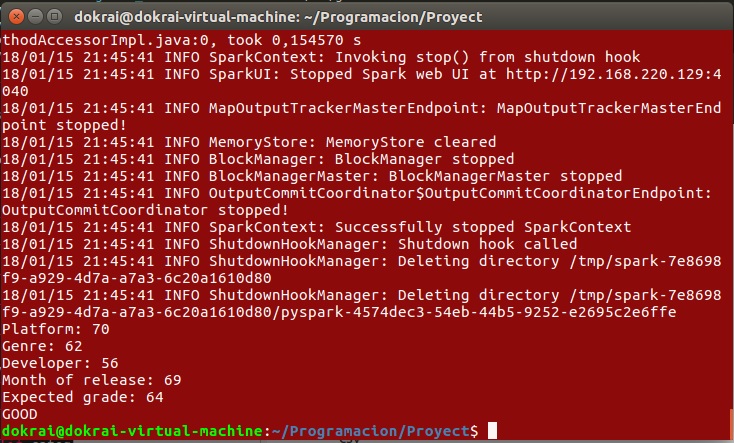 dokrai@dokrai-virtual-machine: ~/Programacion/Proyect
thodAccessorImpl.java:0, took 0,154570 s
18/01/15 21:45:41 INFO SparkContext: Invoking stop() from shutdown hook
18/01/15 21:45:41 INFO SparkUI: Stopped Spark web UI at http://192.168.220.129:4
040
18/01/15 21:45:41 INFO MapOutputTrackerMasterEndpoint: MapOutputTrackerMasterEnd
point stopped!
18/01/15 21:45:41 INFO MemoryStore: MemoryStore cleared
18/01/15 21:45:41 INFO BlockManager: BlockManager stopped
18/01/15 21:45:41 INFO BlockManagerMaster: BlockManagerMaster stopped
18/01/15 21:45:41 INFO OutputCommitCoordinator$OutputCommitCoordinatorEndpoint:
OutputCommitCoordinator stopped!
18/01/15 21:45:41 INFO SparkContext: Successfully stopped SparkContext
18/01/15 21:45:41 INFO ShutdownHookManager: Shutdown hook called
18/01/15 21:45:41 INFO ShutdownHookManager: Deleting directory /tmp/spark-7e8698
f9-a929-4d7a-a7a3-6c20a1610d80
18/01/15 21:45:41 INFO ShutdownHookManager: Deleting directory /tmp/spark-7e8698
f9-a929-4d7a-a7a3-6c20a1610d80/pyspark-4574dec3-54eb-44b5-9252-e2695c2e6ffe
Platform: 70
Genre: 62
Developer: 56
Month of release: 69
Expected grade: 64
GOOD
dokrai@dokrai-virtual-machine:~/Programacion/Proyect$